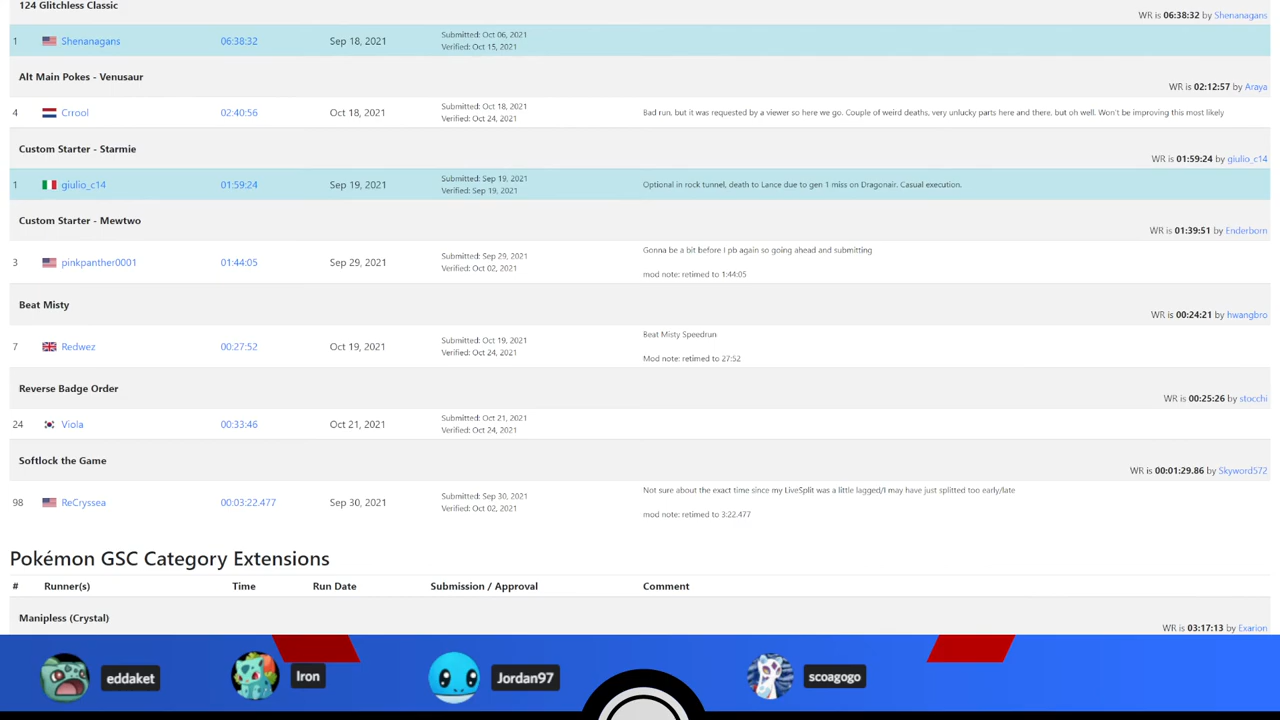 124 Glitchless Classic
WR is 06:38:32 by Shenanagans
1 Shenanagans 06:38:32 Sep 18, 2021 Submitted: Oct 06, 2021
Verified: Oct 15, 2021
Alt Main Pokes - Venusaur
WR is 02:12:57 by Araya
4 Crrool 02:40:56 Oct 18, 2021 Submitted: Oct 18, 2021
Verified: Oct 24, 2021
Bad run, but it was requested by a viewer so here we go. Couple of weird deaths, very unlucky parts here and there, but oh well. Won't be improving this most likely
Custom Starter - Starmie
WR is 01:59:24 by giulio_c14
1 giulio_c14 01:59:24 Sep 19, 2021 Submitted: Sep 19, 2021
Verified: Sep 19, 2021
Optional in rock tunnel, death to Lance due to gen 1 miss on Dragonair. Casual execution.
Custom Starter - Mewtwo
WR is 01:39:51 by Enderborn
3 pinkpanther0001 01:44:05 Sep 29, 2021 Submitted: Sep 29, 2021
Verified: Oct 02, 2021
Gonna be a bit before I pb again so going ahead and submitting
mod note: retimed to 1:44:05
Beat Misty
WR is 00:24:21 by hwangbro
7 Redwez 00:27:52 Oct 19, 2021 Submitted: Oct 19, 2021
Verified: Oct 24, 2021
Beat Misty Speedrun
Mod note: retimed to 27:52
Reverse Badge Order
WR is 00:25:26 by stocchi
24 Viola 00:33:46 Oct 21, 2021 Submitted: Oct 21, 2021
Verified: Oct 24, 2021
Softlock the Game
WR is 00:01:29.86 by Skyword572
98 ReCryssea 00:03:22.477 Sep 30, 2021 Submitted: Sep 30, 2021
Verified: Oct 02, 2021
Not sure about the exact time since my LiveSplit was a little lagged/I may have just splitted too early/late
mod note: retimed to 3:22.477
Pokémon GSC Category Extensions
# Runner(s) Time Run Date Submission / Approval Comment
Manipless (Crystal)
WR is 03:17:13 by Exarion
eddaket Iron Jordan97 scoagogo